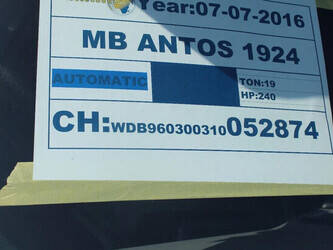 Year:07-07-2016
MB ANTOS 1924
AUTOMATIC
TON:19
HP:240
CH:WDB960300310052874